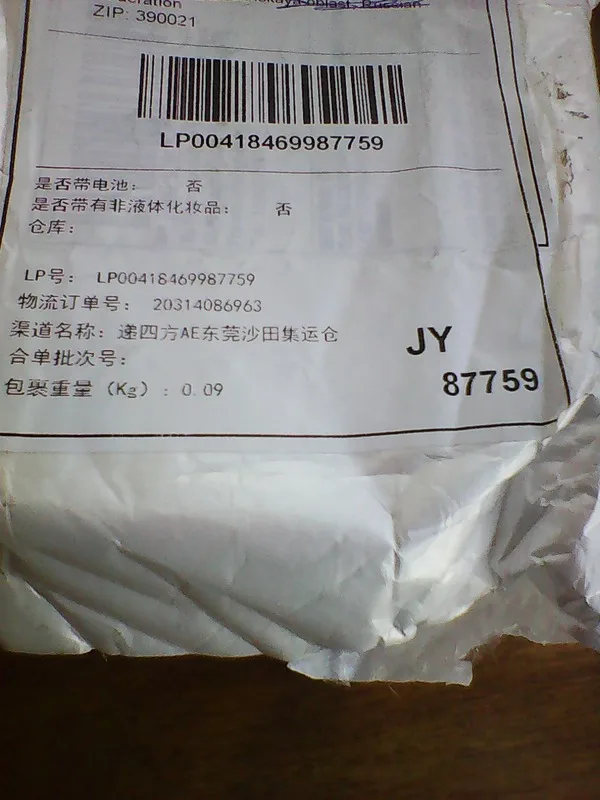 oblast, Russian
ZIP: 390021
LP00418469987759
是否带电池： 否
是否带有非液体化妆品： 否
仓库：
LP号： LP00418469987759
物流订单号： 20314086963
渠道名称： 递四方AE东莞沙田集运仓
合单批次号：
包裹重量（Kg）：0.09
JY
87759